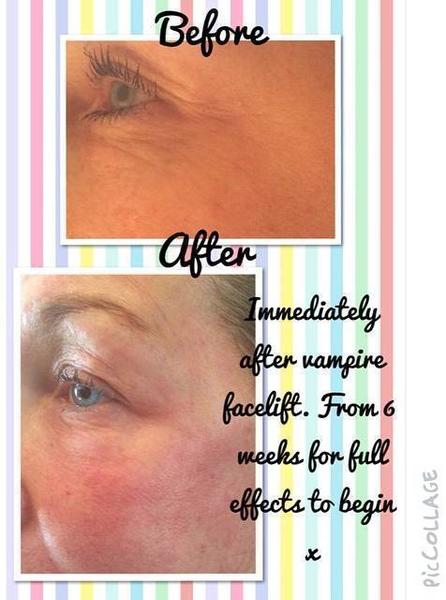 Before
After
Immediately
after vampire
facelift. From 6
weeks for full
effects to begin
x
PicCOLLAGE